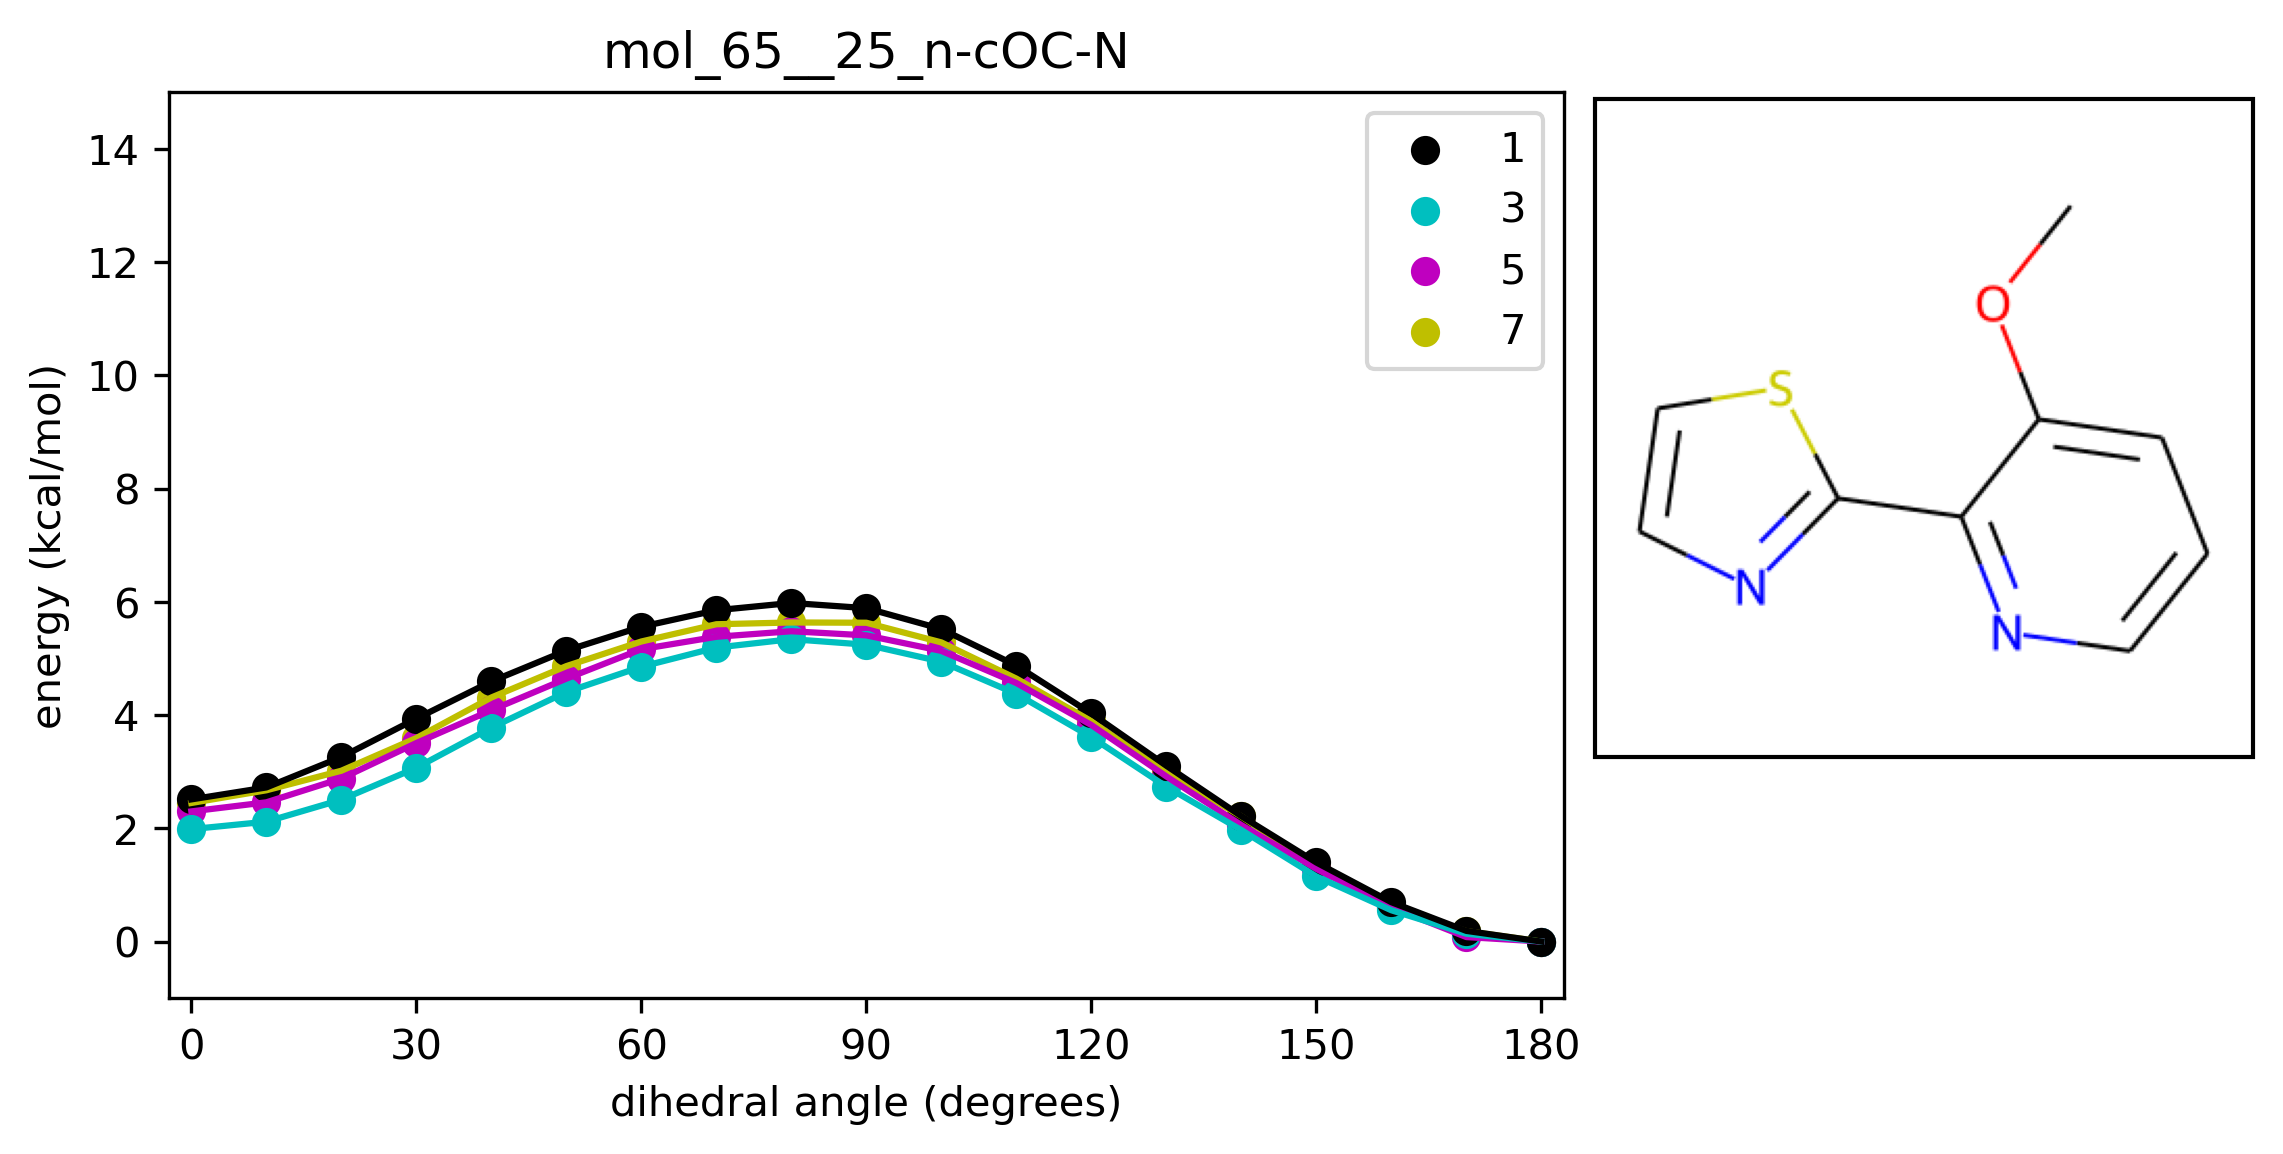 mol_65__25_n-cOC-N
14
12
10
8
6
4
2
0
energy (kcal/mol)
0 30 60 90 120 150 180
dihedral angle (degrees)
1
3
5
7
O
S
N
N